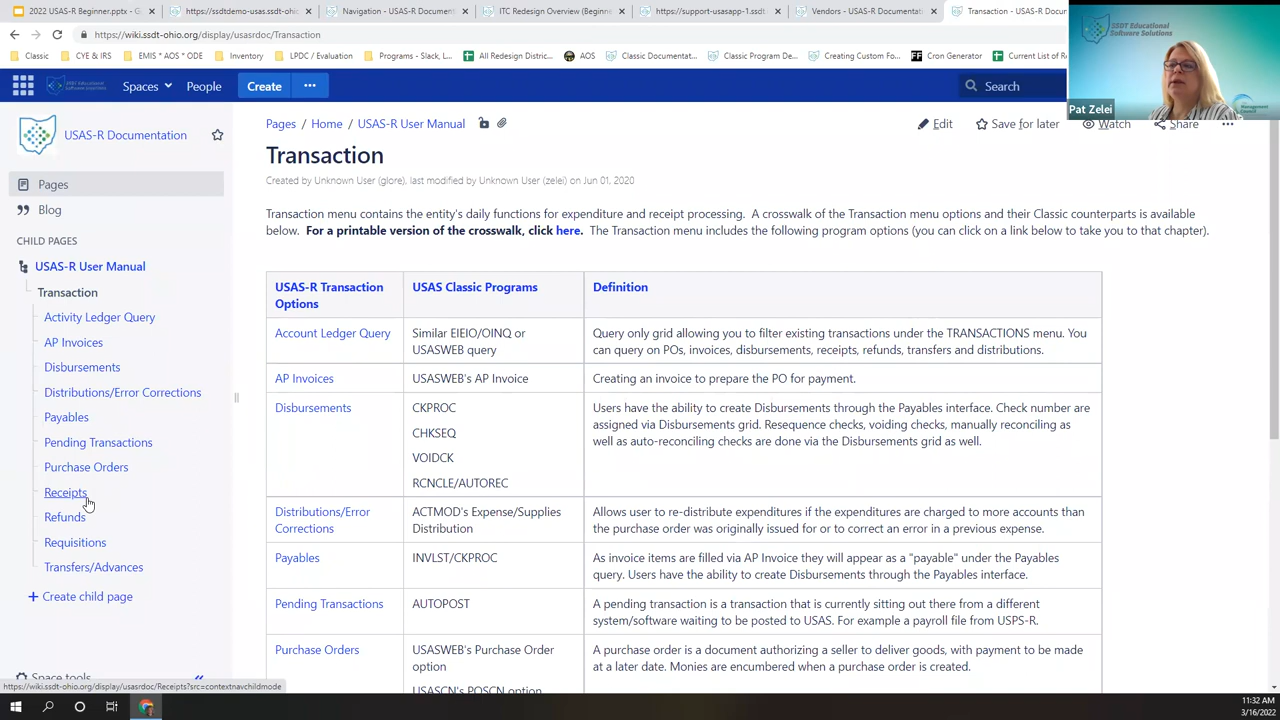 2022 USAS-R Beginner.pptx - G
https://ssdtdemo-usas.ssdt-ohi
Navigation - USAS-R Documenta
ITC Redesign Overview (Beginne
https://support-usasapp-1.ssdt
Vendors - USAS-R Documentati
Transaction - USAS-R Docu
wiki.ssdt-ohio.org/display/usasrdoc/Transaction
Classic
CYE & IRS
EMIS * AOS * ODE
LPDC / Evaluation
Programs - Slack, L...
All Redesign Distric...
AOS
Classic Documentat...
Classic Program De...
Creating Custom Fo...
Cron Generator
Current List of R
SSDT Educational
Software Solutions
Pat Zelei
Spaces
People
Create
Search
USAS-R Documentation
Pages
Blog
CHILD PAGES
USAS-R User Manual
Transaction
Activity Ledger Query
AP Invoices
Disbursements
Distributions/Error Corrections
Payables
Pending Transactions
Purchase Orders
Receipts
Refunds
Requisitions
Transfers/Advances
+ Create child page
Space tools
https://wiki.ssdt-ohio.org/display/usasrdoc/Receipts?src=contextnavchildmode
Pages / Home / USAS-R User Manual
Edit
Save for later
Watch
Share
Transaction
Created by Unknown User (glore), last modified by Unknown User (zelei) on Jun 01, 2020
Transaction menu contains the entity's daily functions for expenditure and receipt processing. A crosswalk of the Transaction menu options and their Classic counterparts is available
below. For a printable version of the crosswalk, click here. The Transaction menu includes the following program options (you can click on a link below to take you to that chapter).
USAS-R Transaction
Options
USAS Classic Programs
Definition
Account Ledger Query
Similar EIEIO/OINQ or
USASWEB query
Query only grid allowing you to filter existing transactions under the TRANSACTIONS menu. You
can query on POs, invoices, disbursements, receipts, refunds, transfers and distributions.
AP Invoices
USASWEB's AP Invoice
Creating an invoice to prepare the PO for payment.
Disbursements
CKPROC
CHKSEQ
VOIDCK
RCNCLE/AUTOREC
Users have the ability to create Disbursements through the Payables interface. Check number are
assigned via Disbursements grid. Resequence checks, voiding checks, manually reconciling as
well as auto-reconciling checks are done via the Disbursements grid as well.
Distributions/Error
Corrections
ACTMOD's Expense/Supplies
Distribution
Allows user to re-distribute expenditures if the expenditures are charged to more accounts than
the purchase order was originally issued for or to correct an error in a previous expense.
Payables
INVLST/CKPROC
As invoice items are filled via AP Invoice they will appear as a "payable" under the Payables
query. Users have the ability to create Disbursements through the Payables interface.
Pending Transactions
AUTOPOST
A pending transaction is a transaction that is currently sitting out there from a different
system/software waiting to be posted to USAS. For example a payroll file from USPS-R.
Purchase Orders
USASWEB's Purchase Order
option
USASCN's POSCN option
A purchase order is a document authorizing a seller to deliver goods, with payment to be made
at a later date. Monies are encumbered when a purchase order is created.
11:32 AM
3/16/2022